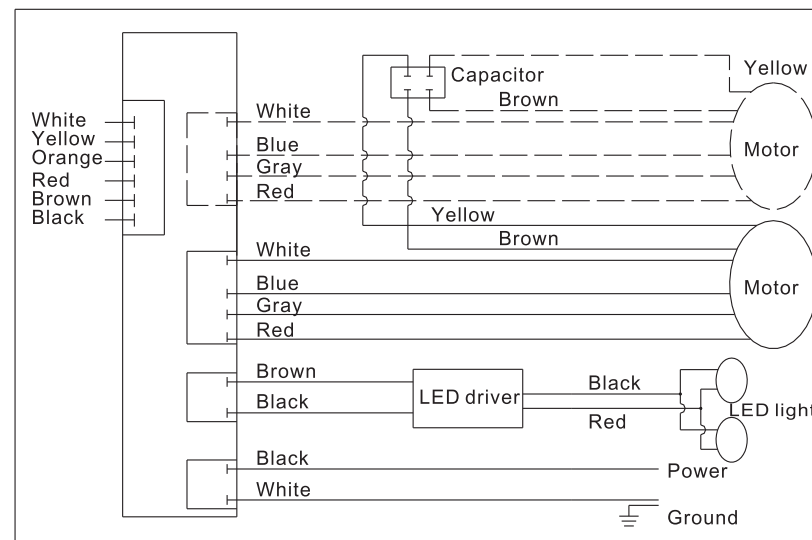 White
Yellow
Orange
Red
Brown
Black
Capacitor
Yellow
Brown
White
Blue
Gray
Red
Motor
Yellow
Brown
White
Blue
Gray
Red
Motor
Brown
Black
LED driver
Black
Red
LED light
Black
White
Power
Ground